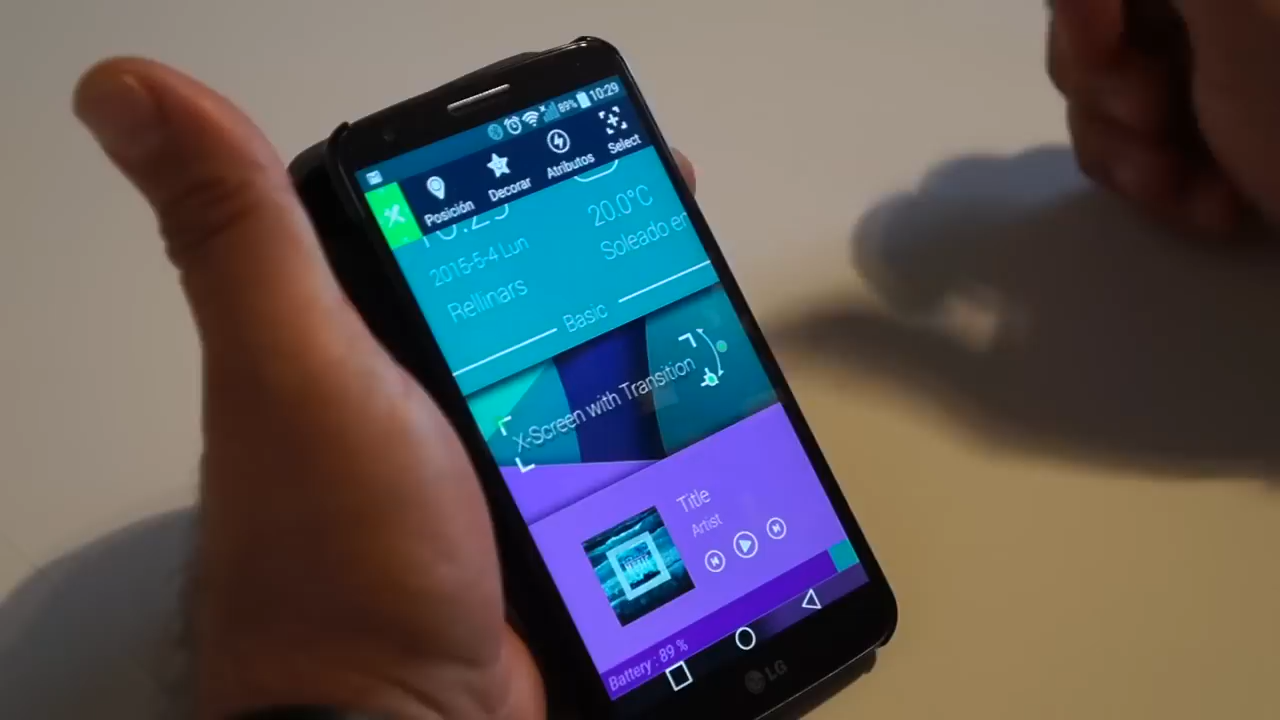 89% 10:29
Posición Decorar Atributos Select
2015-5-4 Lun
20.0°C
Soleado en
Rellinars
Basic
X-Screen with Transition
Title
Artist
Battery : 89 %
LG